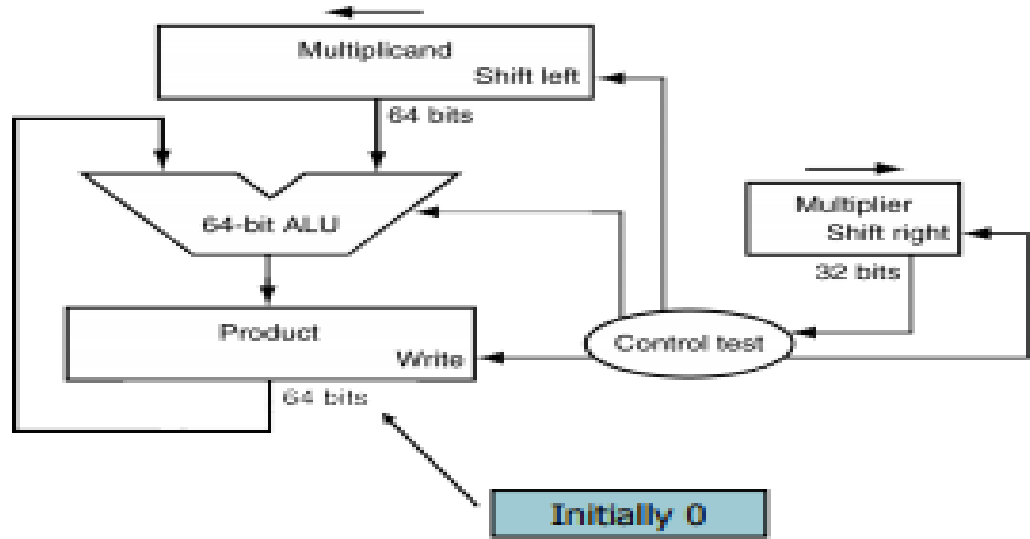 Multiplicand
Shift left
64 bits
64-bit ALU
Multiplier
Shift right
32 bits
Product
Write
Control test
64 bits
Initially 0